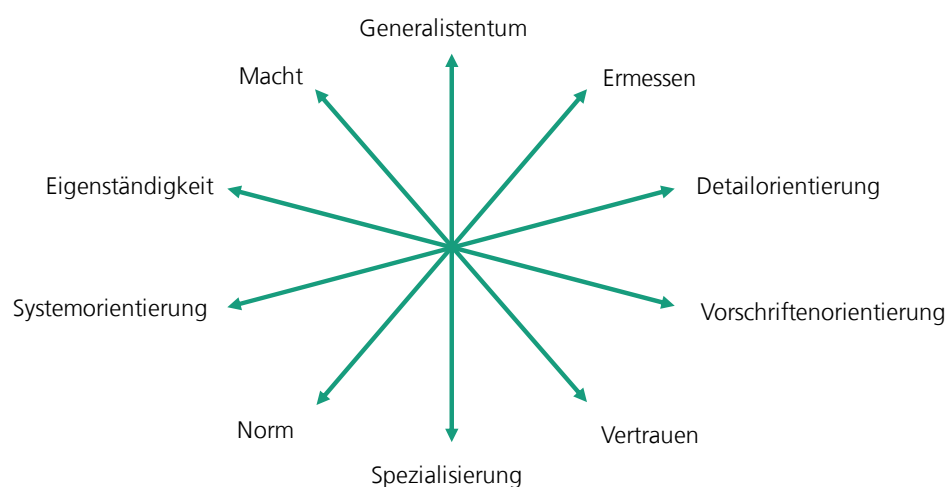 Generalistentum
Macht
Ermessen
Eigenständigkeit
Detailorientierung
Systemorientierung
Vorschriftenorientierung
Norm
Vertrauen
Spezialisierung